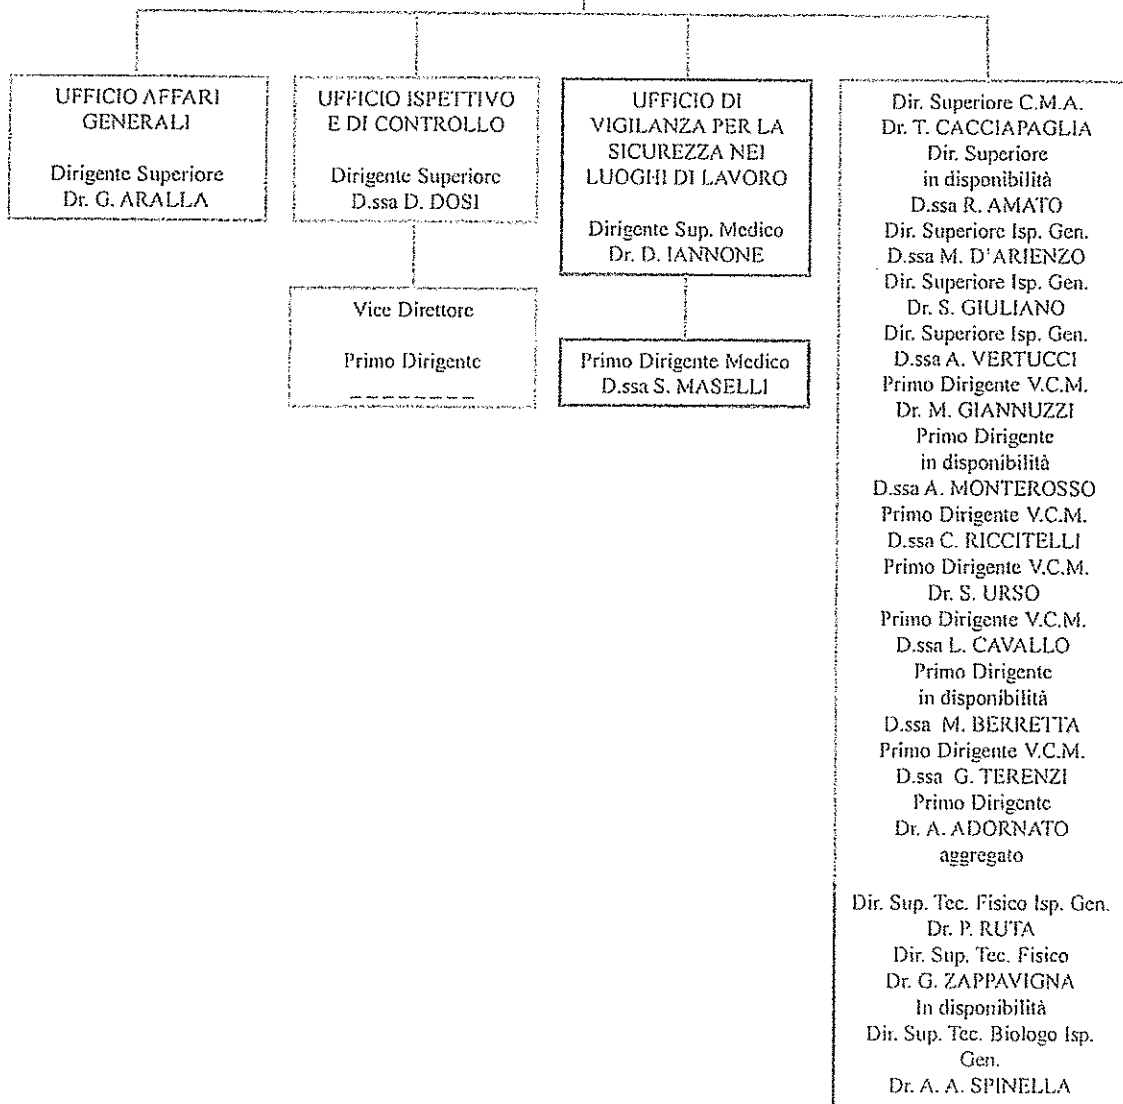 UFFICIO AFFARI
GENERALI
Dirigente Superiore
Dr. G. ARALLA
UFFICIO ISPETTIVO
E DI CONTROLLO
Dirigente Superiore
D.ssa D. DOSI
Vice Direttore
Primo Dirigente
_ _ _ _ _ _ _ _
UFFICIO DI
VIGILANZA PER LA
SICUREZZA NEI
LUOGHI DI LAVORO
Dirigente Sup. Medico
Dr. D. IANNONE
Primo Dirigente Medico
D.ssa S. MASELLI
Dir. Superiore C.M.A.
Dr. T. CACCIAPAGLIA
Dir. Superiore
in disponibilità
D.ssa R. AMATO
Dir. Superiore Isp. Gen.
D.ssa M. D'ARIENZO
Dir. Superiore Isp. Gen.
Dr. S. GIULIANO
Dir. Superiore Isp. Gen.
D.ssa A. VERTUCCI
Primo Dirigente V.C.M.
Dr. M. GIANNUZZI
Primo Dirigente
in disponibilità
D.ssa A. MONTEROSSO
Primo Dirigente V.C.M.
D.ssa C. RICCITELLI
Primo Dirigente V.C.M.
Dr. S. URSO
Primo Dirigente V.C.M.
D.ssa L. CAVALLO
Primo Dirigente
in disponibilità
D.ssa M. BERRETTA
Primo Dirigente V.C.M.
D.ssa G. TERENZI
Primo Dirigente
Dr. A. ADORNATO
aggregato
Dir. Sup. Tec. Fisico Isp. Gen.
Dr. P. RUTA
Dir. Sup. Tec. Fisico
Dr. G. ZAPPAVIGNA
In disponibilità
Dir. Sup. Tec. Biologo Isp.
Gen.
Dr. A. A. SPINELLA